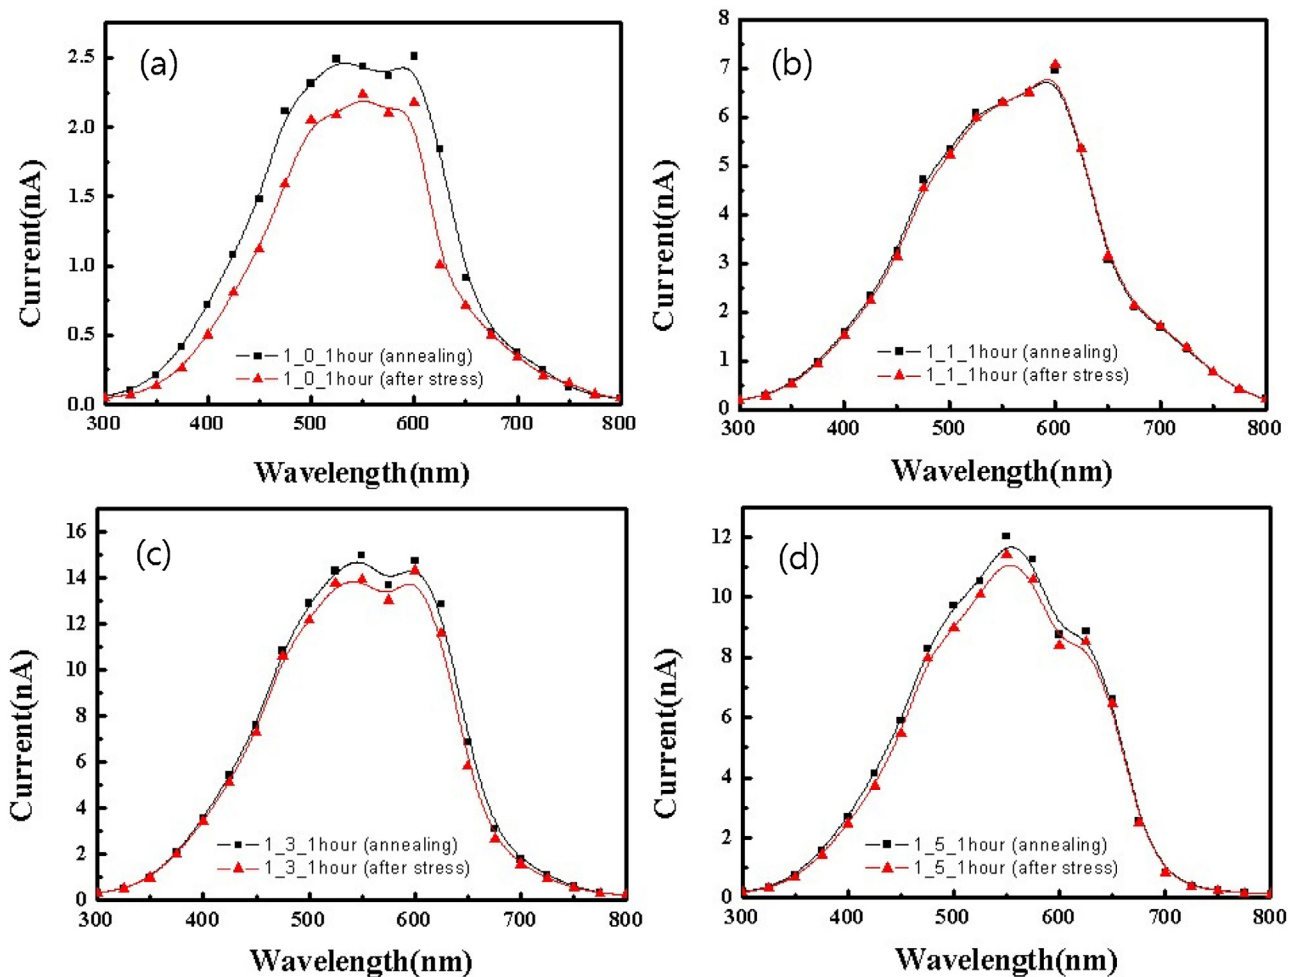 (a)
Current(nA)
2.5
2.0
1.5
1.0
0.5
0.0
1_0_1hour (annealing)
1_0_1hour (after stress)
300 400 500 600 700 800
Wavelength(nm)
(b)
Current(nA)
8
7
6
5
4
3
2
1
0
1_1_1hour (annealing)
1_1_1hour (after stress)
300 400 500 600 700 800
Wavelength(nm)
(c)
Current(nA)
16
14
12
10
8
6
4
2
0
1_3_1hour (annealing)
1_3_1hour (after stress)
300 400 500 600 700 800
Wavelength(nm)
(d)
Current(nA)
12
10
8
6
4
2
0
1_5_1hour (annealing)
1_5_1hour (after stress)
300 400 500 600 700 800
Wavelength(nm)